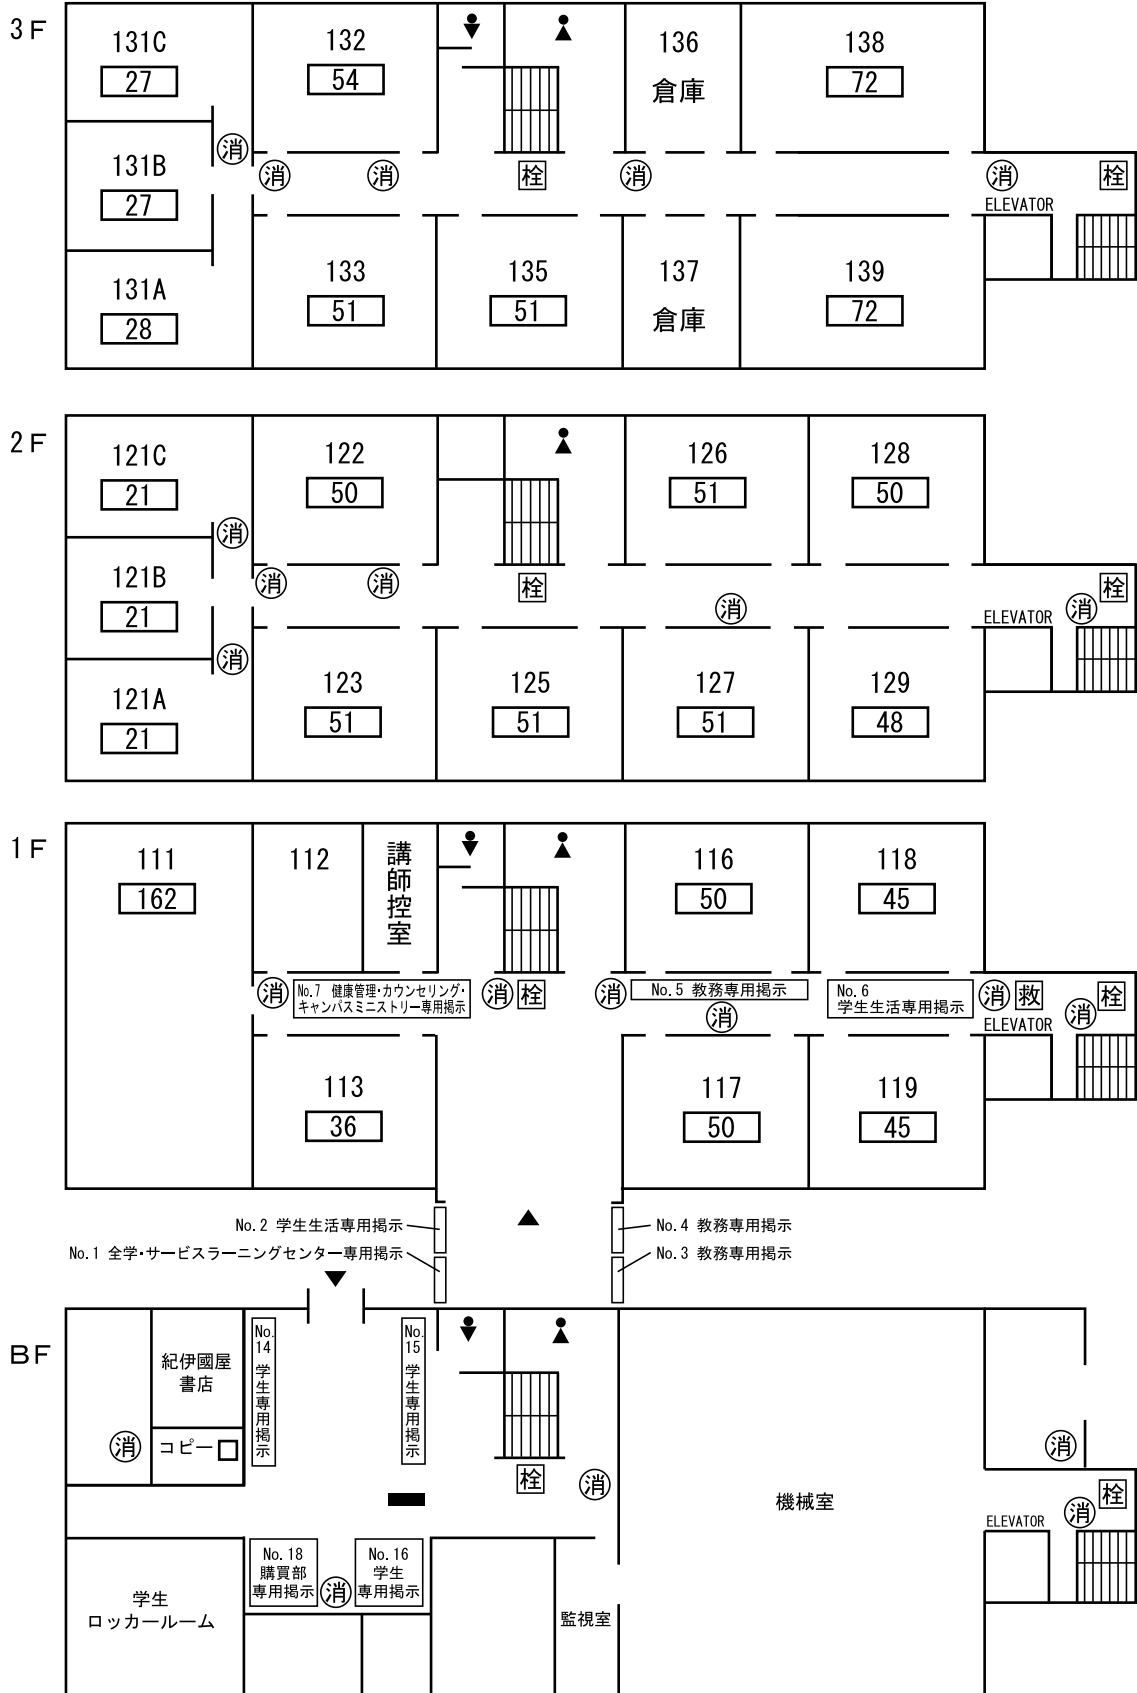 3F
131C
27
132
54
136
倉庫
138
72
消
131B
27
消
消
栓
消
消
栓
ELEVATOR
131A
28
133
51
135
51
137
倉庫
139
72
2F
121C
21
122
50
126
51
128
50
消
消
消
栓
消
消
栓
ELEVATOR
121B
21
消
121A
21
123
51
125
51
127
51
129
48
1F
111
162
112
講師控室
116
50
118
45
消
No.7 健康管理・カウンセリング・
キャンパスミニストリー専用掲示
消
栓
消
No.5 教務専用掲示
消
No.6
学生生活専用掲示
消
救
消
栓
ELEVATOR
113
36
117
50
119
45
No.2 学生生活専用掲示
No.4 教務専用掲示
No.1 全学・サービスラーニングセンター専用掲示
No.3 教務専用掲示
BF
紀伊國屋
書店
コピー
消
No.14 学生専用掲示
No.15 学生専用掲示
栓
消
機械室
消
栓
消
ELEVATOR
学生
ロッカールーム
No.18
購買部
専用掲示
消
No.16
学生
専用掲示
監視室